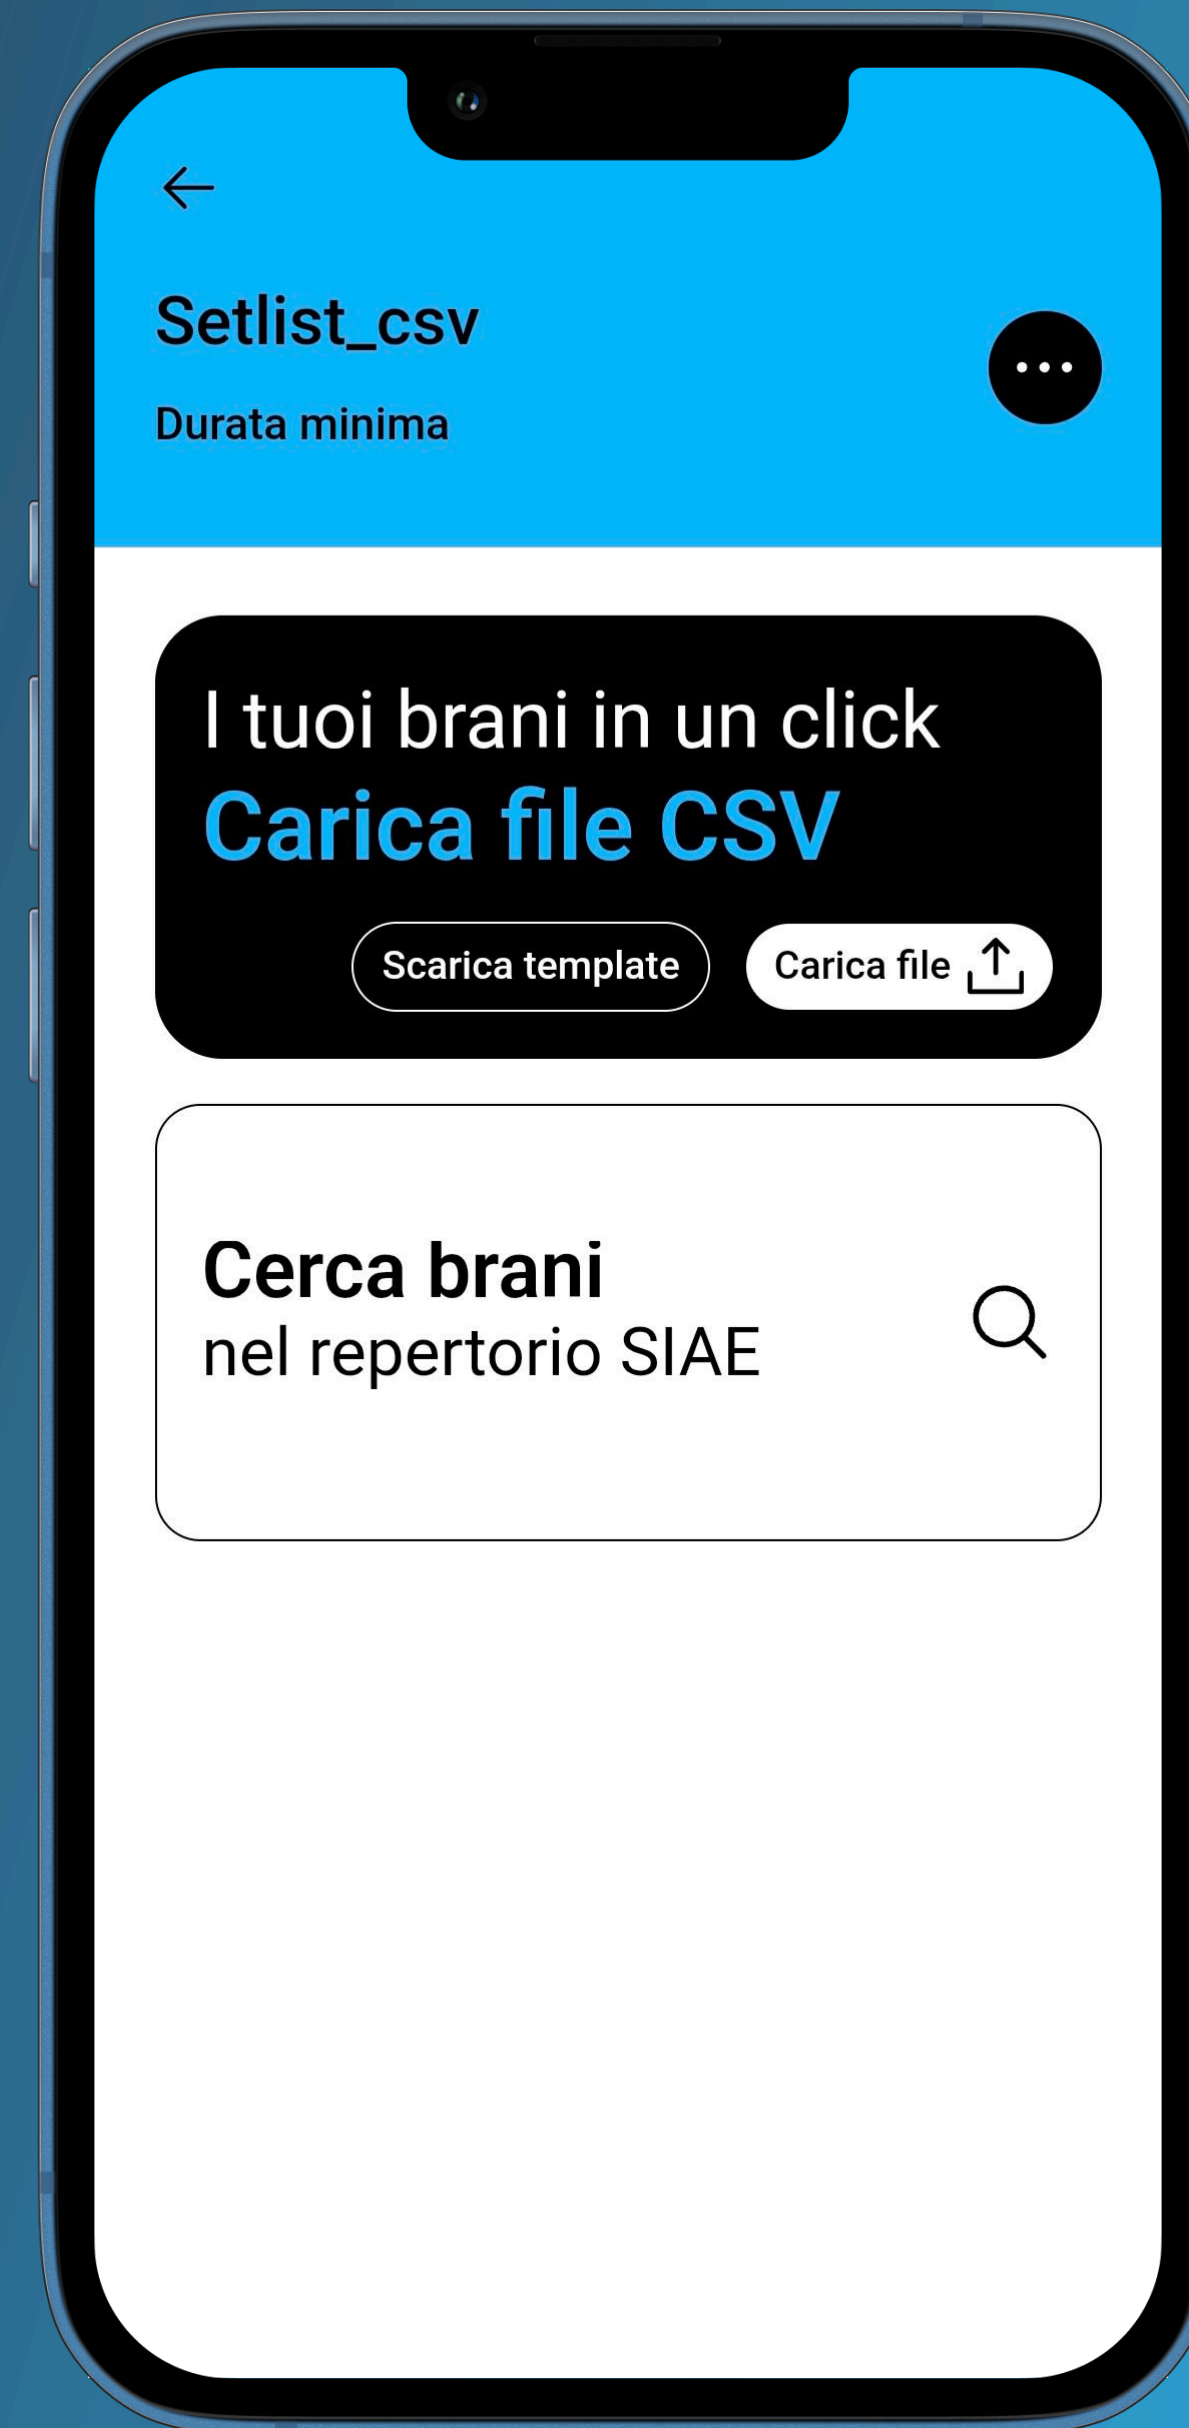 Setlist_csv
Durata minima
I tuoi brani in un click
Carica file CSV
Scarica template
Carica file
Cerca brani
nel repertorio SIAE